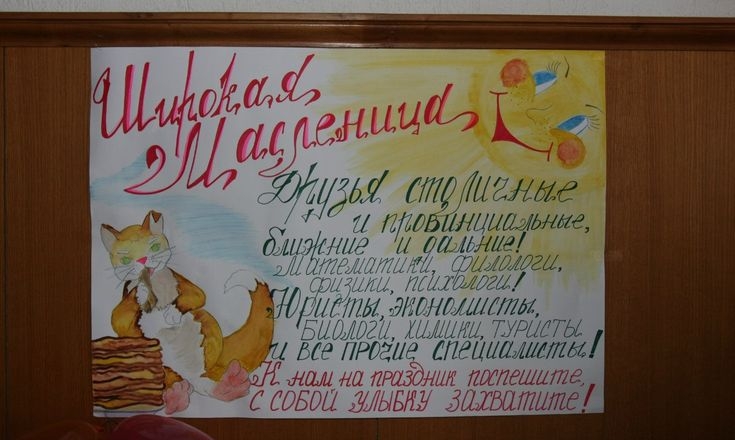 Широкая
Масленица
Друзья столичные
и провинциальные,
ближние и дальние!
Математики, филологи,
физики, психологи!
Юристы, экономисты,
биологи, химики, туристы
и все прочие специалисты!
К нам на праздник поспешите,
с собой улыбку захватите!